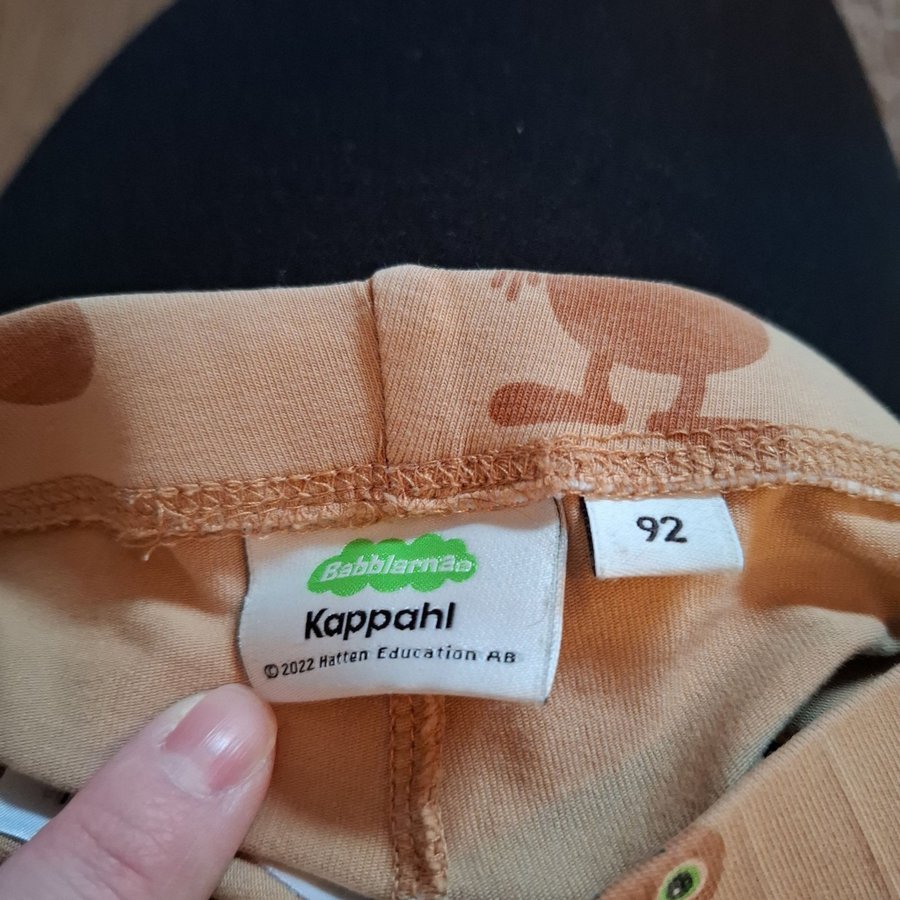 Babblarna
Kappahl
©2022 Hatten Education AB
92